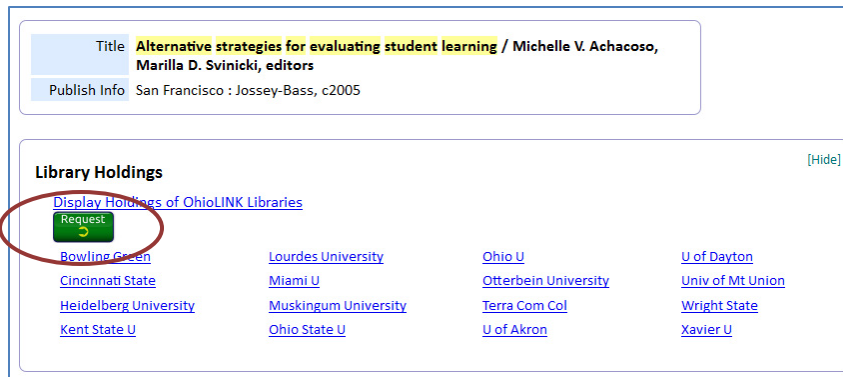 Title Alternative strategies for evaluating student learning / Michelle V. Achacoso,
Marilla D. Svinicki, editors
Publish Info San Francisco : Jossey-Bass, c2005
[Hide]
Library Holdings
Display Holdings of OhioLINK Libraries
Request
Bowling Green Lourdes University Ohio U U of Dayton
Cincinnati State Miami U Otterbein University Univ of Mt Union
Heidelberg University Muskingum University Terra Com Col Wright State
Kent State U Ohio State U U of Akron Xavier U